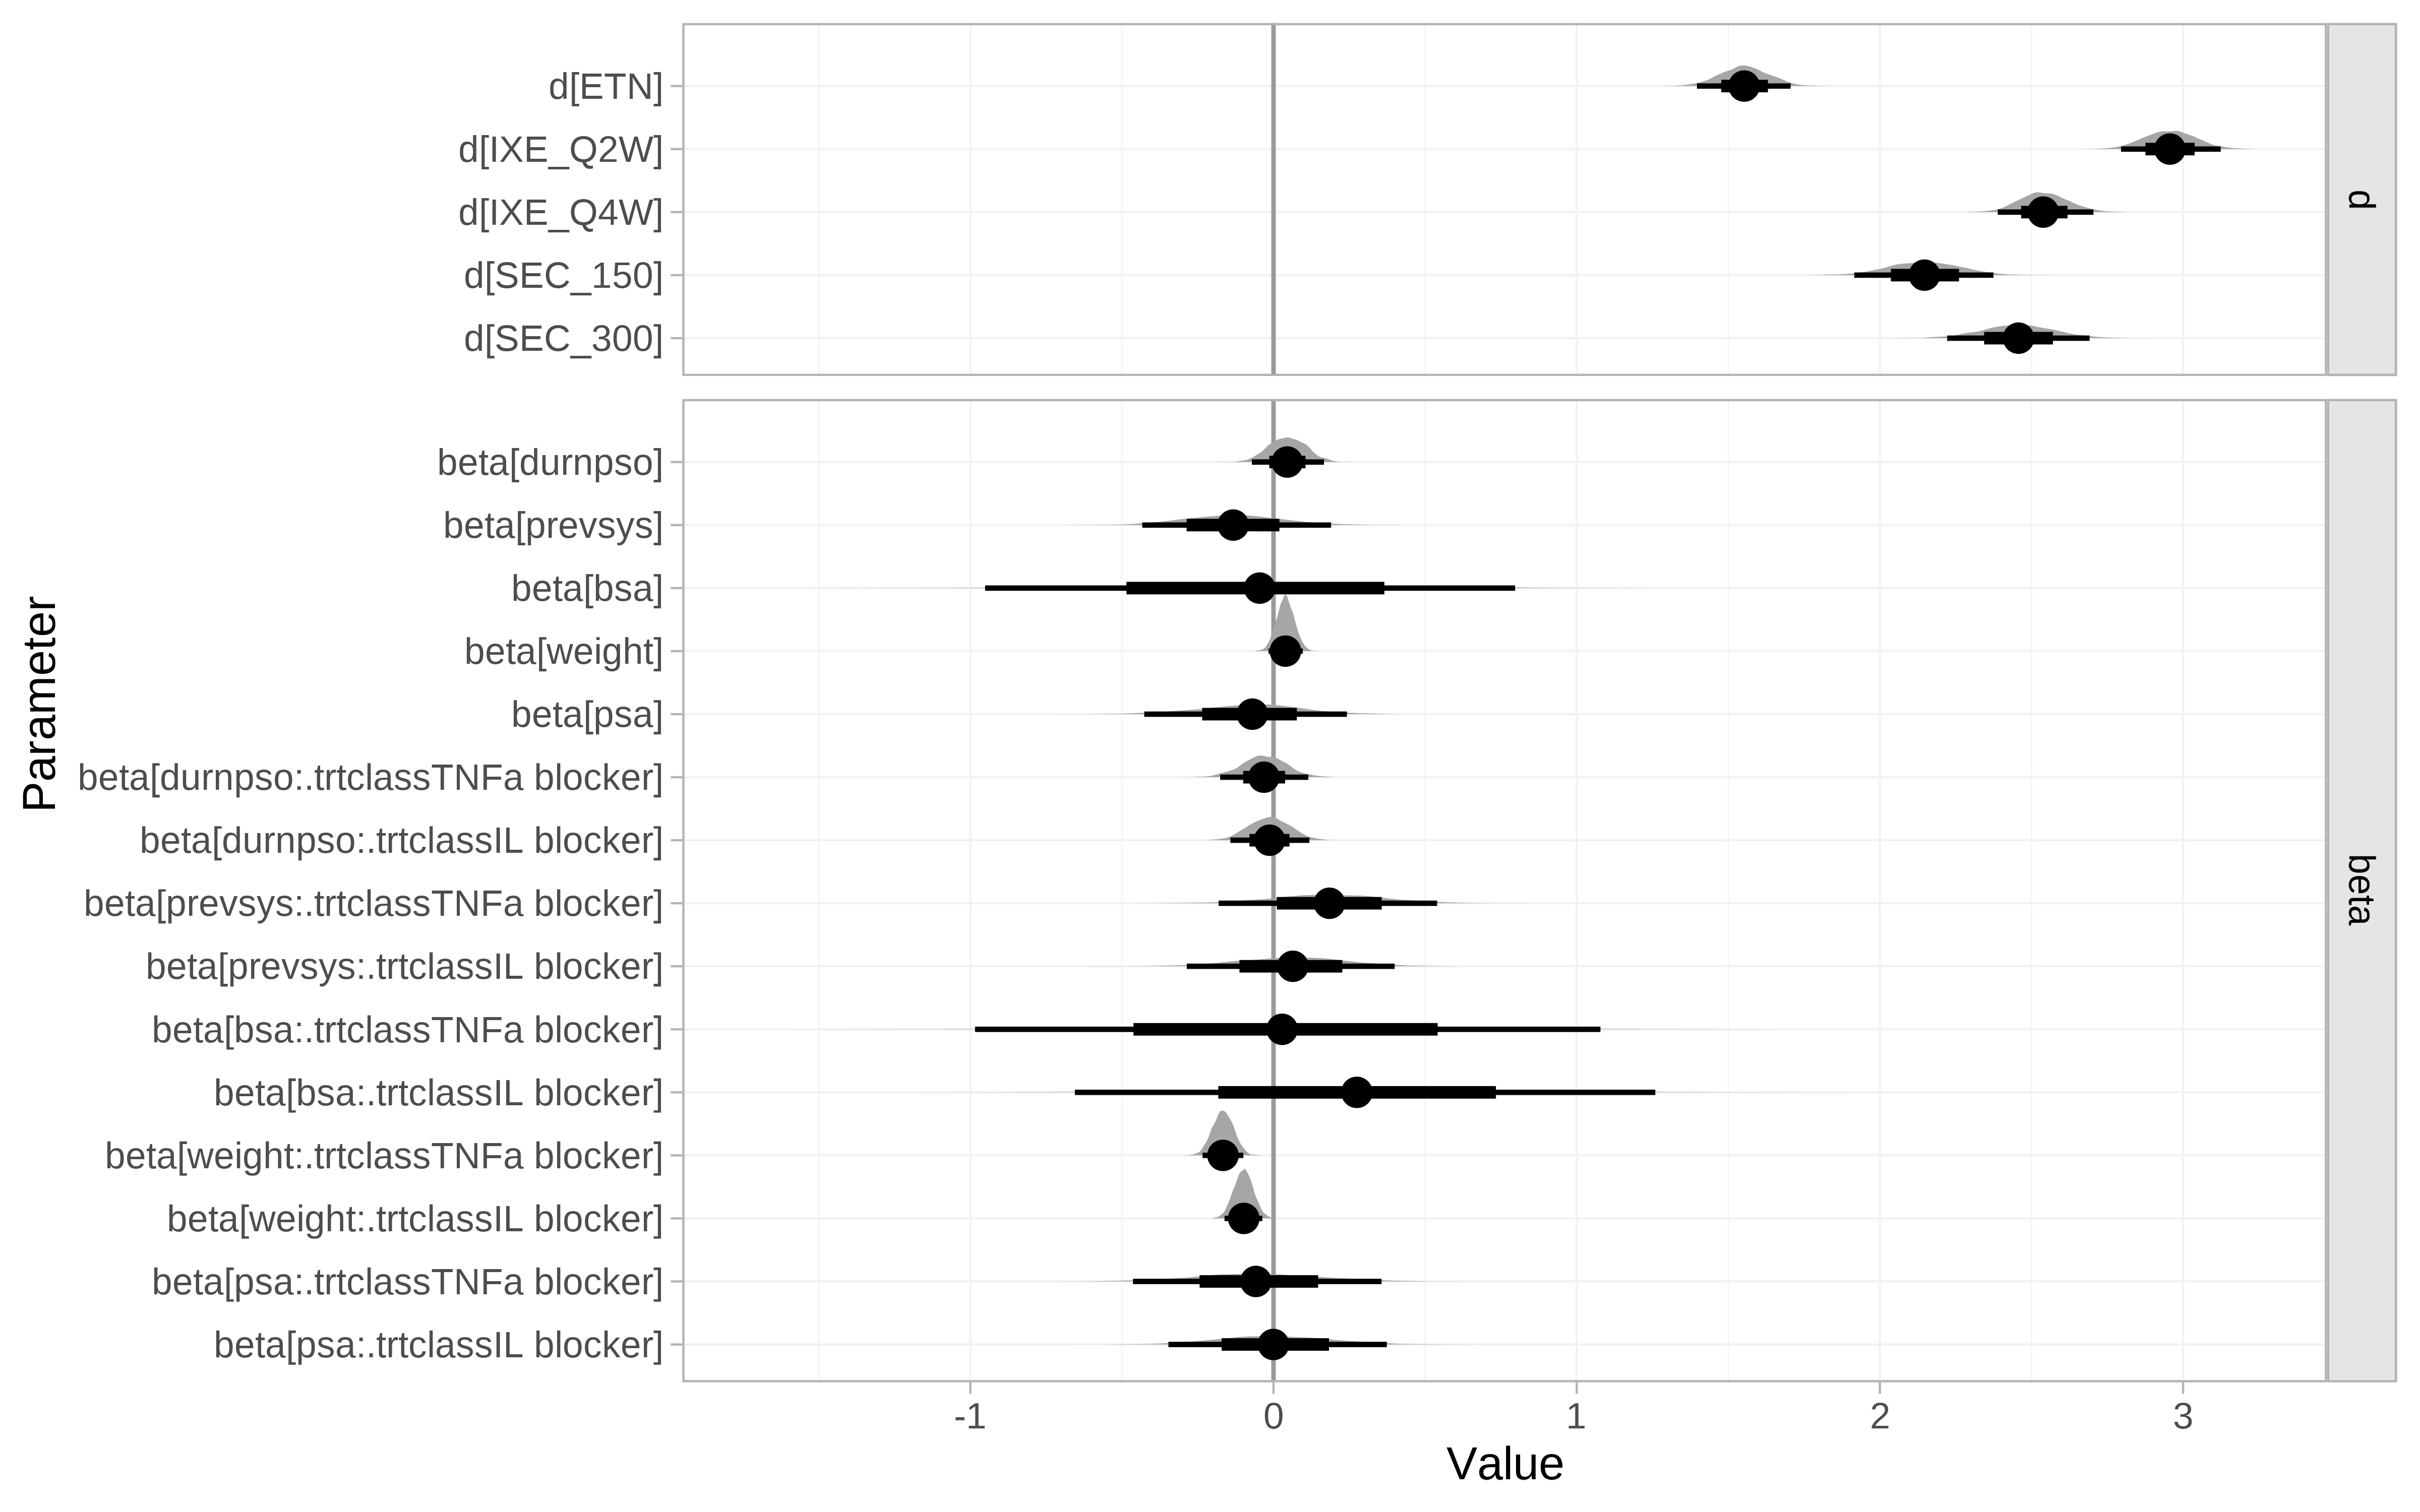 d[ETN]
d[IXE_Q2W]
d[IXE_Q4W]
d[SEC_150]
d[SEC_300]
d
Parameter
beta[durnpso]
beta[prevsys]
beta[bsa]
beta[weight]
beta[psa]
beta[durnpso:.trtclassTNFa blocker]
beta[durnpso:.trtclassIL blocker]
beta[prevsys:.trtclassTNFa blocker]
beta[prevsys:.trtclassIL blocker]
beta[bsa:.trtclassTNFa blocker]
beta[bsa:.trtclassIL blocker]
beta[weight:.trtclassTNFa blocker]
beta[weight:.trtclassIL blocker]
beta[psa:.trtclassTNFa blocker]
beta[psa:.trtclassIL blocker]
beta
-1 0 1 2 3
Value